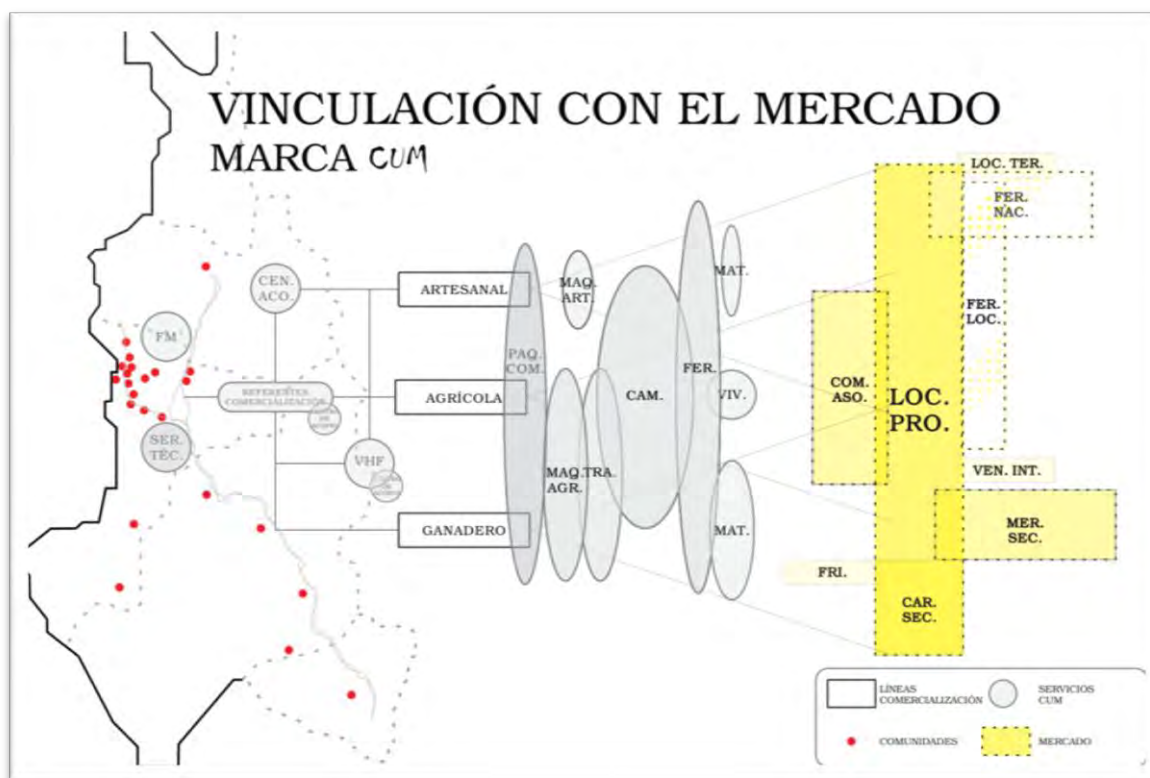 VINCULACIÓN CON EL MERCADO
MARCA CUM
LOC. TER.
FER.
NAC.
CEN.
ACO.
ARTESANAL
MAQ.
ART.
MAT.
FM
PAQ.
COM.
FER.
LOC.
REFERENTES
COMERCIALIZACIÓN
AGRÍCOLA
CAM.
FER.
VIV.
COM.
ASO.
LOC.
PRO.
SER.
TÉC.
VHF
MAQ.
AGR.
TRA.
VEN. INT.
GANADERO
MAT.
MER.
SEC.
FRI.
CAR.
SEC.
LÍNEAS
COMERCIALIZACIÓN
SERVICIOS
CUM
COMUNIDADES
MERCADO